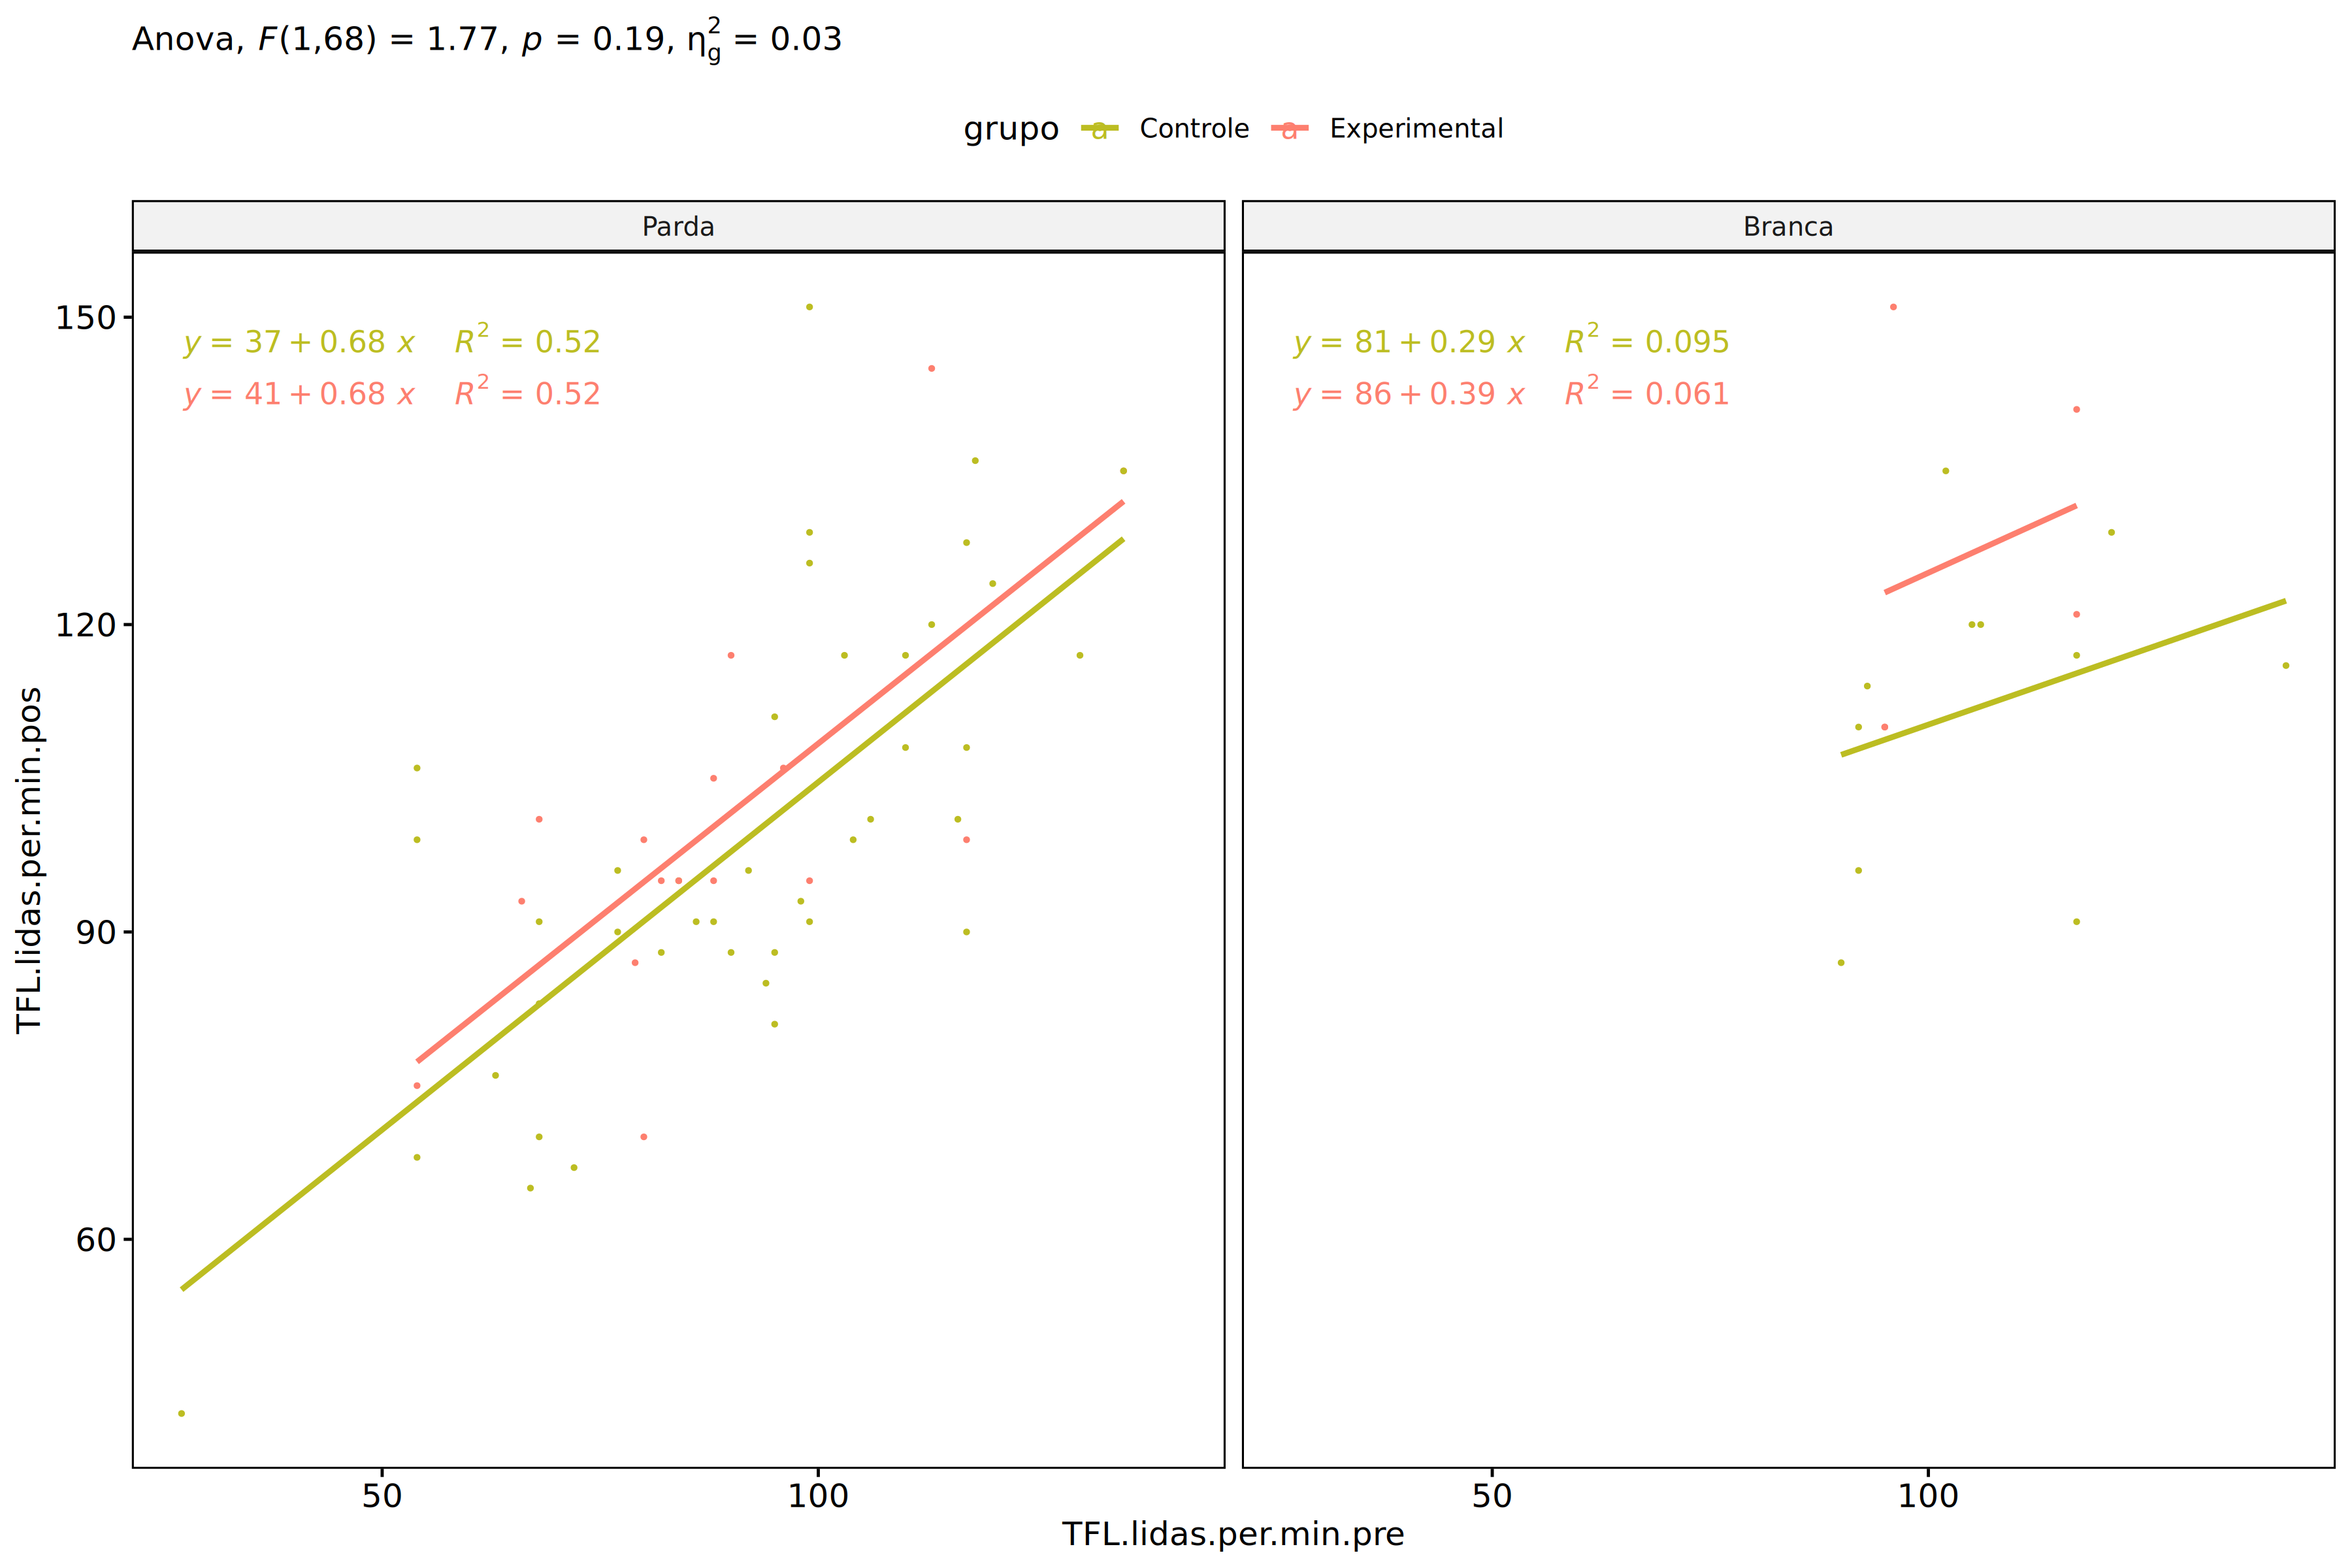 Anova, F(1,68) = 1.77, p = 0.19, η²g = 0.03
grupo a Controle a Experimental
Parda
Branca
y = 37 + 0.68 x R² = 0.52
y = 41 + 0.68 x R² = 0.52
y = 81 + 0.29 x R² = 0.095
y = 86 + 0.39 x R² = 0.061
150
120
90
60
TFL.lidas.per.min.pos
50 100
50 100
TFL.lidas.per.min.pre